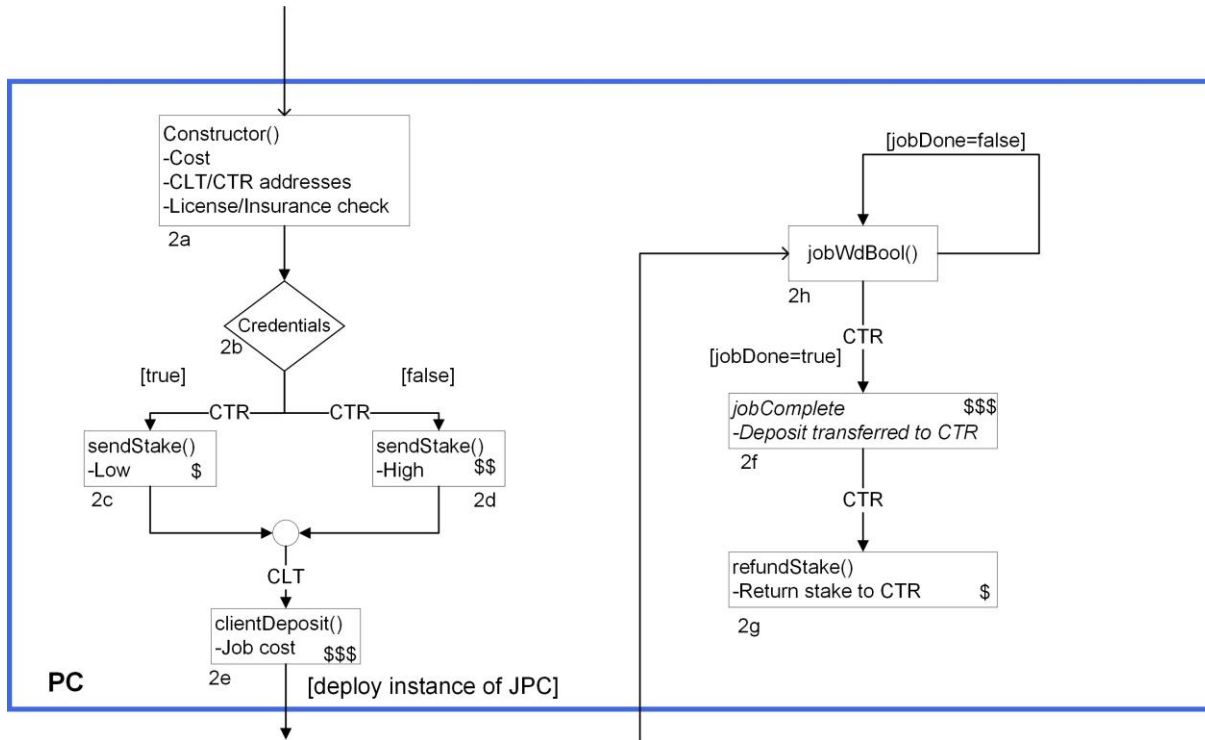 Constructor()
-Cost
-CLT/CTR addresses
-License/Insurance check
2a
Credentials
2b
[true]
[false]
CTR
CTR
sendStake()
-Low $
2c
sendStake()
-High $$
2d
CLT
clientDeposit()
-Job cost $$$
2e
PC
[deploy instance of JPC]
[jobDone=false]
jobWdBool()
2h
CTR
[jobDone=true]
jobComplete $$$
-Deposit transferred to CTR
2f
CTR
refundStake()
-Return stake to CTR $
2g